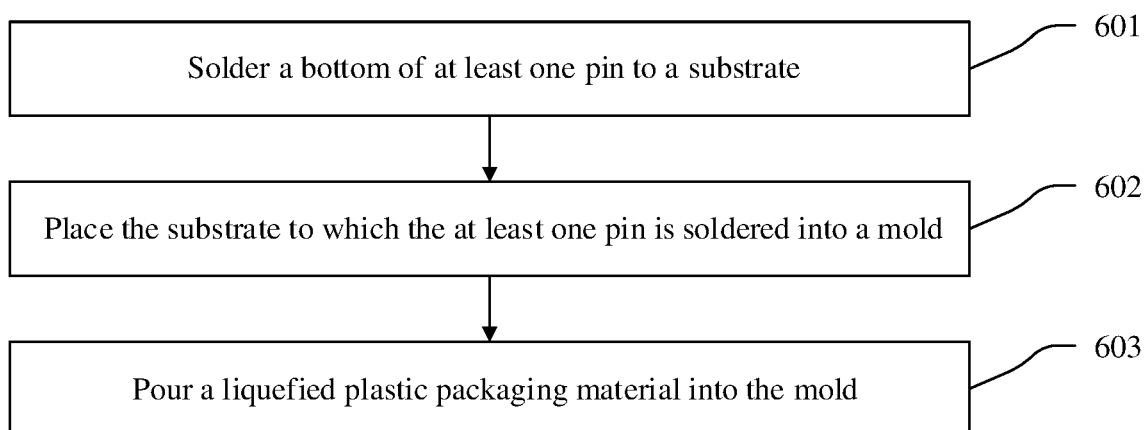 601
Solder a bottom of at least one pin to a substrate
602
Place the substrate to which the at least one pin is soldered into a mold
603
Pour a liquefied plastic packaging material into the mold